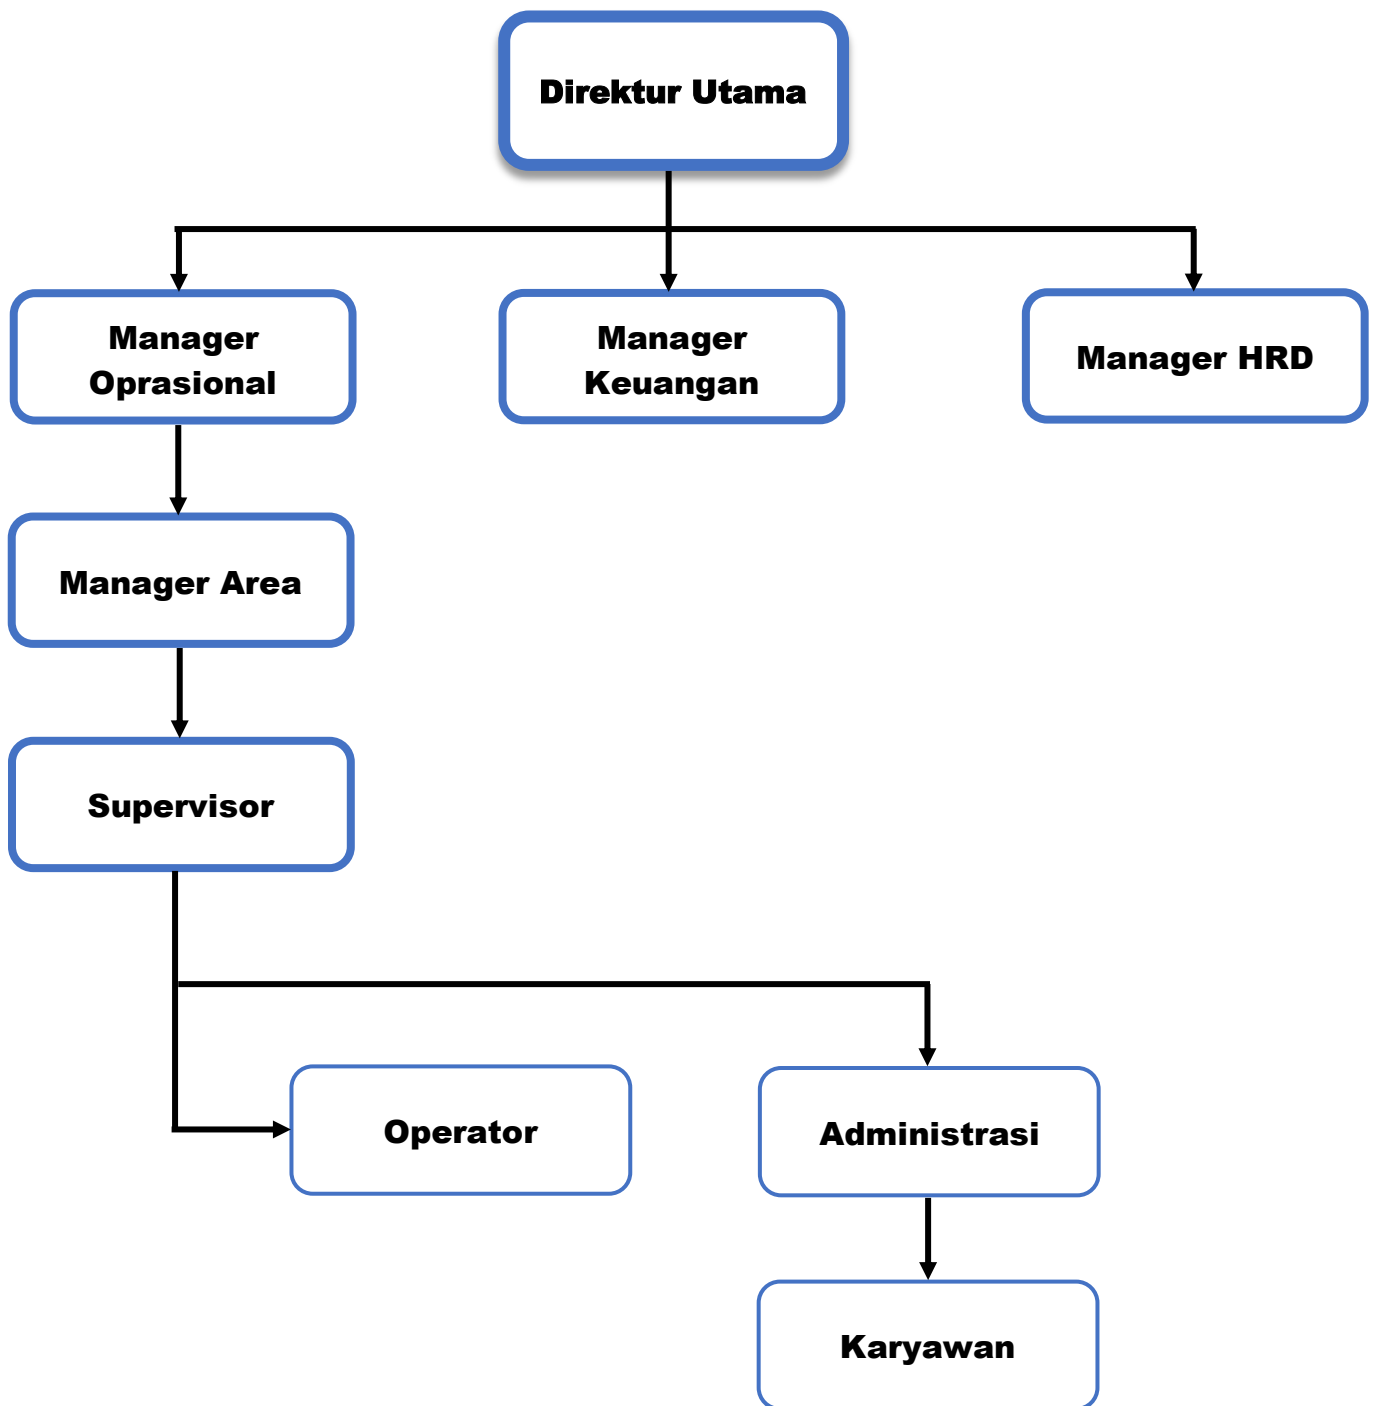 Direktur Utama
Manager
Oprasional
Manager
Keuangan
Manager HRD
Manager Area
Supervisor
Operator
Administrasi
Karyawan